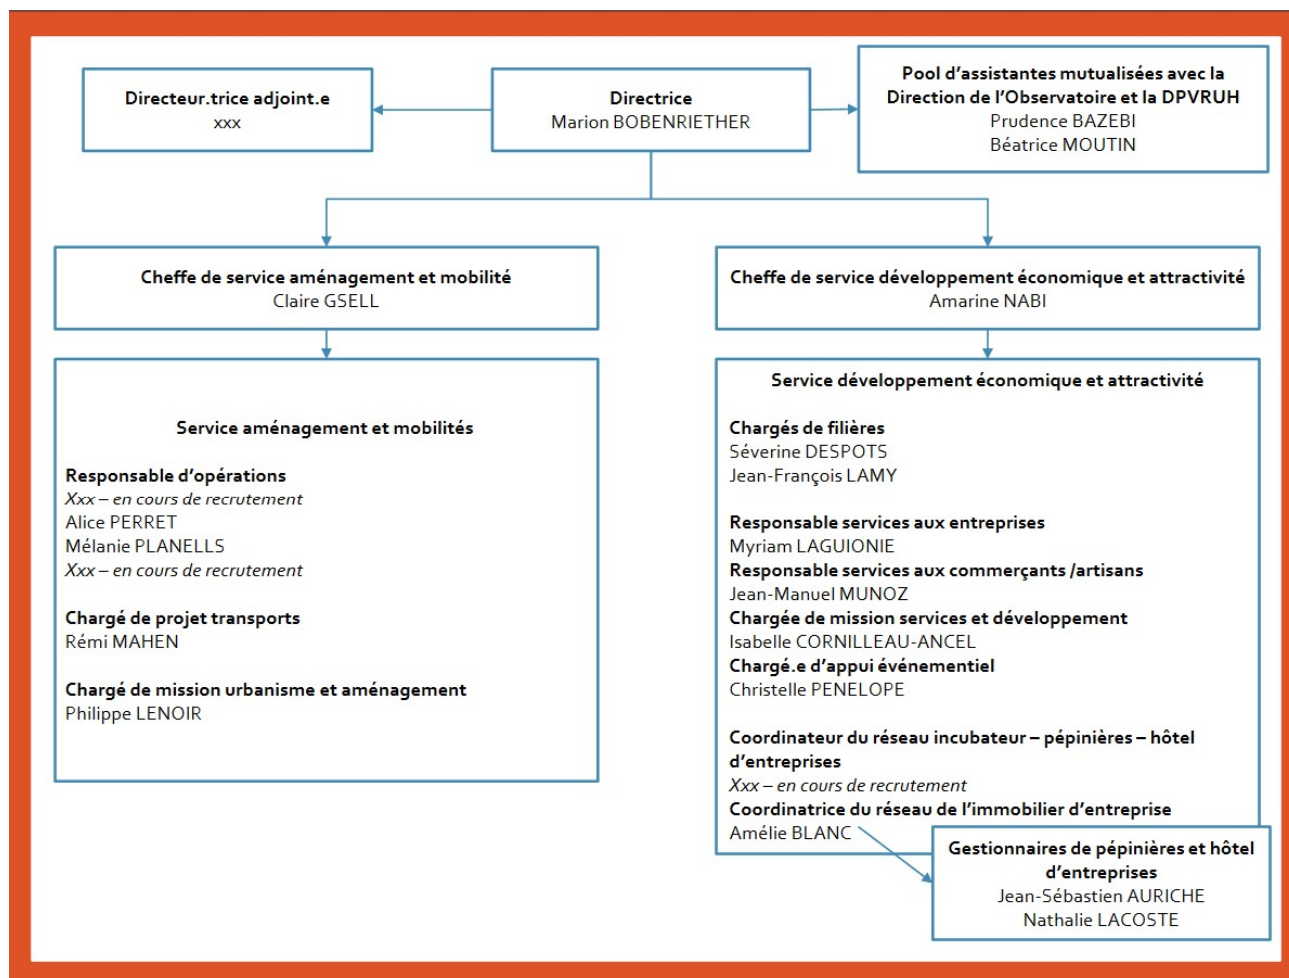 Directeur.trice adjoint.e
xxx
Directrice
Marion BOBENRIETHER
Pool d’assistantes mutualisées avec la
Direction de l’Observatoire et la DPVRUH
Prudence BAZEBI
Béatrice MOUTIN
Cheffe de service aménagement et mobilité
Claire GSELL
Cheffe de service développement économique et attractivité
Amarine NABI
Service aménagement et mobilités
Responsable d’opérations
Xxx – en cours de recrutement
Alice PERRET
Mélanie PLANELLS
Xxx – en cours de recrutement
Chargé de projet transports
Rémi MAHEN
Chargé de mission urbanisme et aménagement
Philippe LENOIR
Service développement économique et attractivité
Chargés de filières
Séverine DESPOTS
Jean-François LAMY
Responsable services aux entreprises
Myriam LAGUIONIE
Responsable services aux commerçants /artisans
Jean-Manuel MUNOZ
Chargée de mission services et développement
Isabelle CORNILLEAU-ANCEL
Chargé.e d’appui événementiel
Christelle PENELOPE
Coordinateur du réseau incubateur – pépinières – hôtel
d’entreprises
Xxx – en cours de recrutement
Coordinatrice du réseau de l’immobilier d’entreprise
Amélie BLANC
Gestionnaires de pépinières et hôtel
d’entreprises
Jean-Sébastien AURICHE
Nathalie LACOSTE